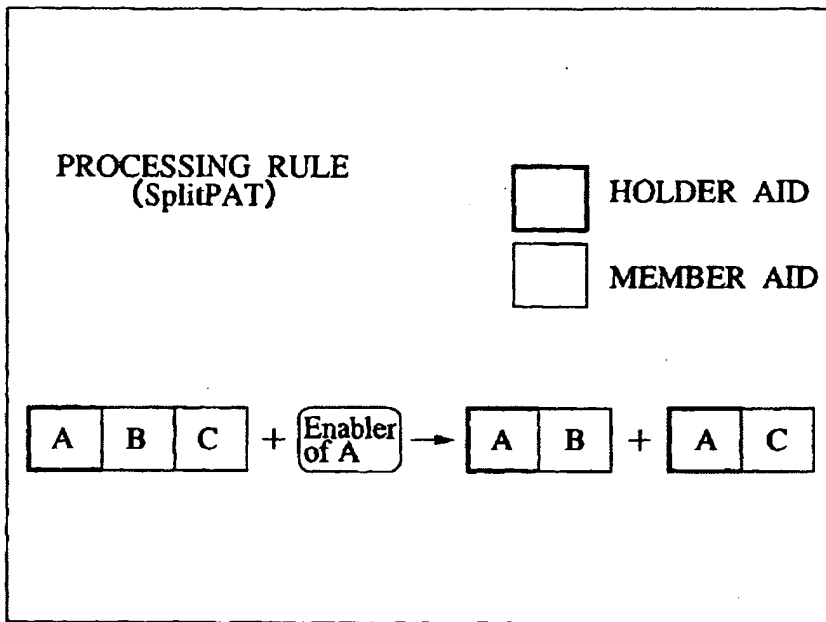 PROCESSING RULE
(SplitPAT)
HOLDER AID
MEMBER AID
A B C + Enabler of A → A B + A C